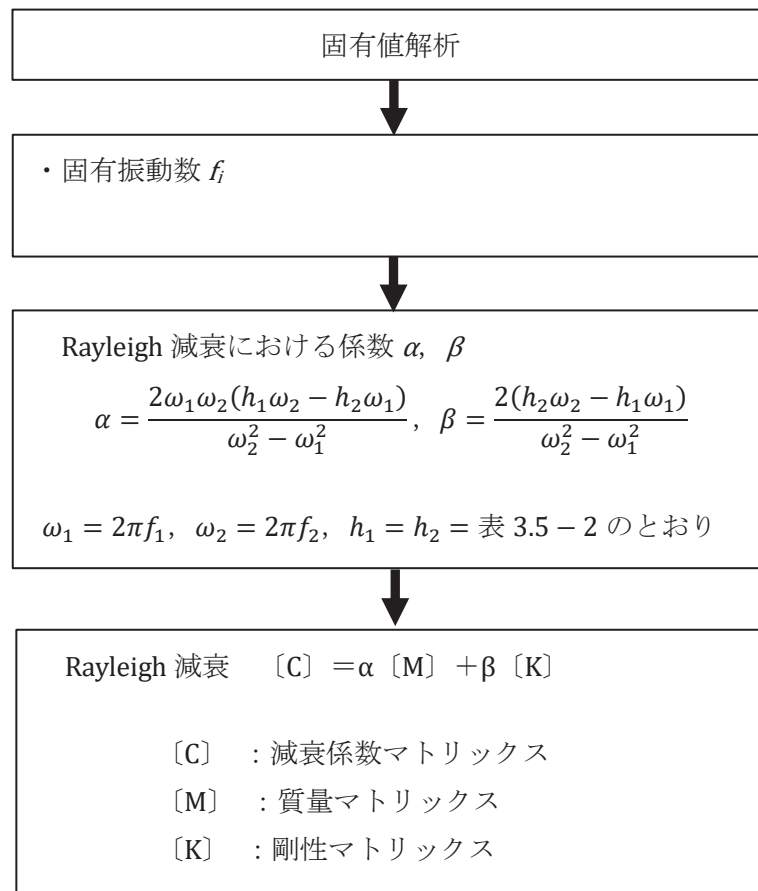 固有値解析
・固有振動数 fi
Rayleigh 減衰における係数 α, β
α = 2ω₁ω₂(h₁ω₂ − h₂ω₁) / (ω₂² − ω₁²), β = 2(h₂ω₂ − h₁ω₁) / (ω₂² − ω₁²)
ω₁ = 2πf₁, ω₂ = 2πf₂, h₁ = h₂ = 表 3.5 − 2 のとおり
Rayleigh 減衰 〔C〕＝α〔M〕＋β〔K〕
〔C〕 ：減衰係数マトリックス
〔M〕 ：質量マトリックス
〔K〕 ：剛性マトリックス